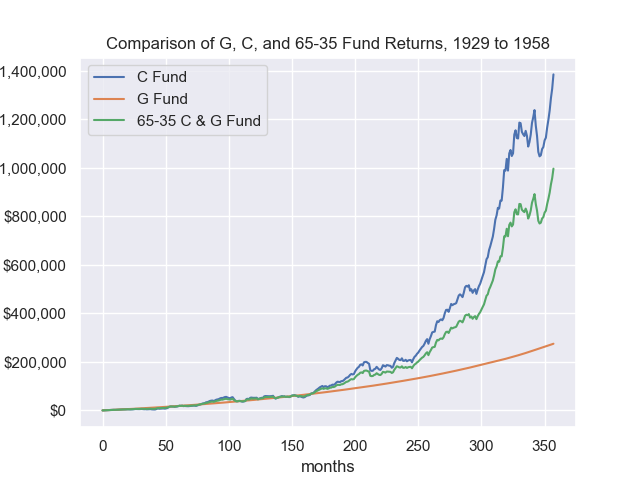 Comparison of G, C, and 65-35 Fund Returns, 1929 to 1958
C Fund
G Fund
65-35 C & G Fund
1,400,000
1,200,000
1,000,000
$800,000
$600,000
$400,000
$200,000
$0
0 50 100 150 200 250 300 350
months